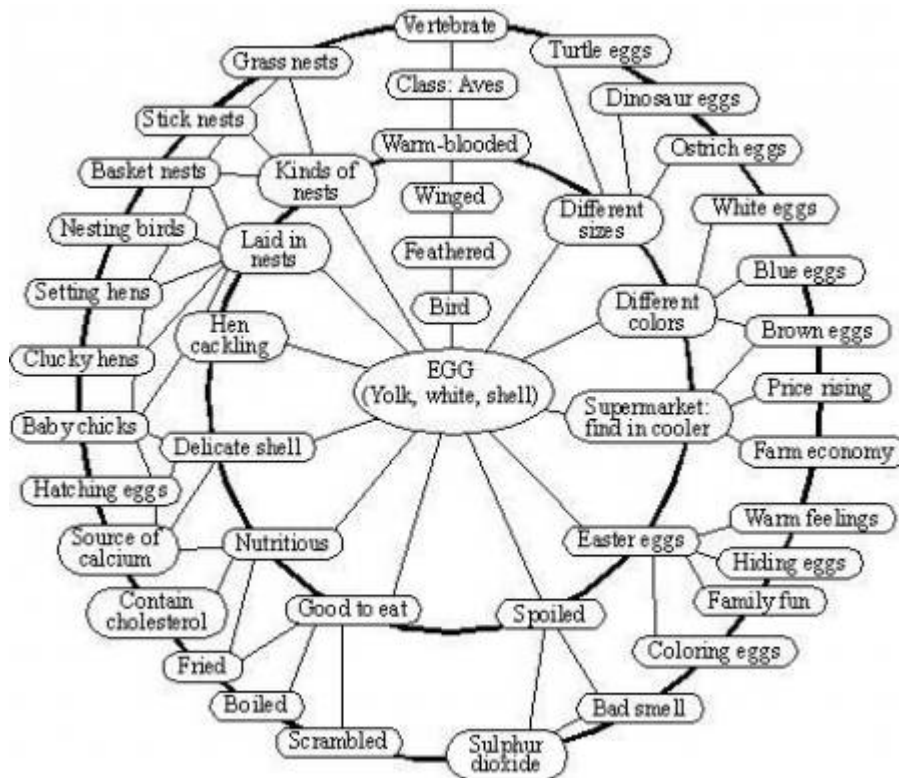 Vertebrate
Grass nests
Turtle eggs
Class: Aves
Dinosaur eggs
Stick nests
Warm-blooded
Ostrich eggs
Basket nests
Kinds of
nests
Winged
Different
sizes
White eggs
Nesting birds
Laid in
nests
Feathered
Blue eggs
Setting hens
Bird
Different
colors
Hen
cackling
Brown eggs
Clucky hens
EGG
(Yolk, white, shell)
Price rising
Supermarket:
find in cooler
Baby chicks
Delicate shell
Farm economy
Hatching eggs
Warm feelings
Source of
calcium
Nutritious
Easter eggs
Hiding eggs
Contain
cholesterol
Good to eat
Spoiled
Family fun
Coloring eggs
Fried
Boiled
Bad smell
Scrambled
Sulphur
dioxide